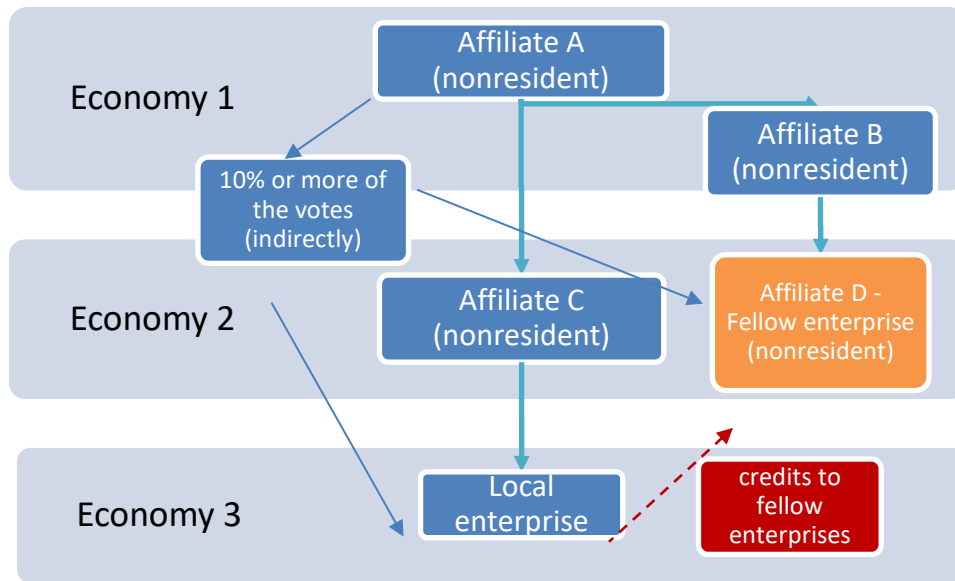 Economy 1
Affiliate A
(nonresident)
Affiliate B
(nonresident)
10% or more of
the votes
(indirectly)
Economy 2
Affiliate C
(nonresident)
Affiliate D -
Fellow enterprise
(nonresident)
Economy 3
Local
enterprise
credits to
fellow
enterprises